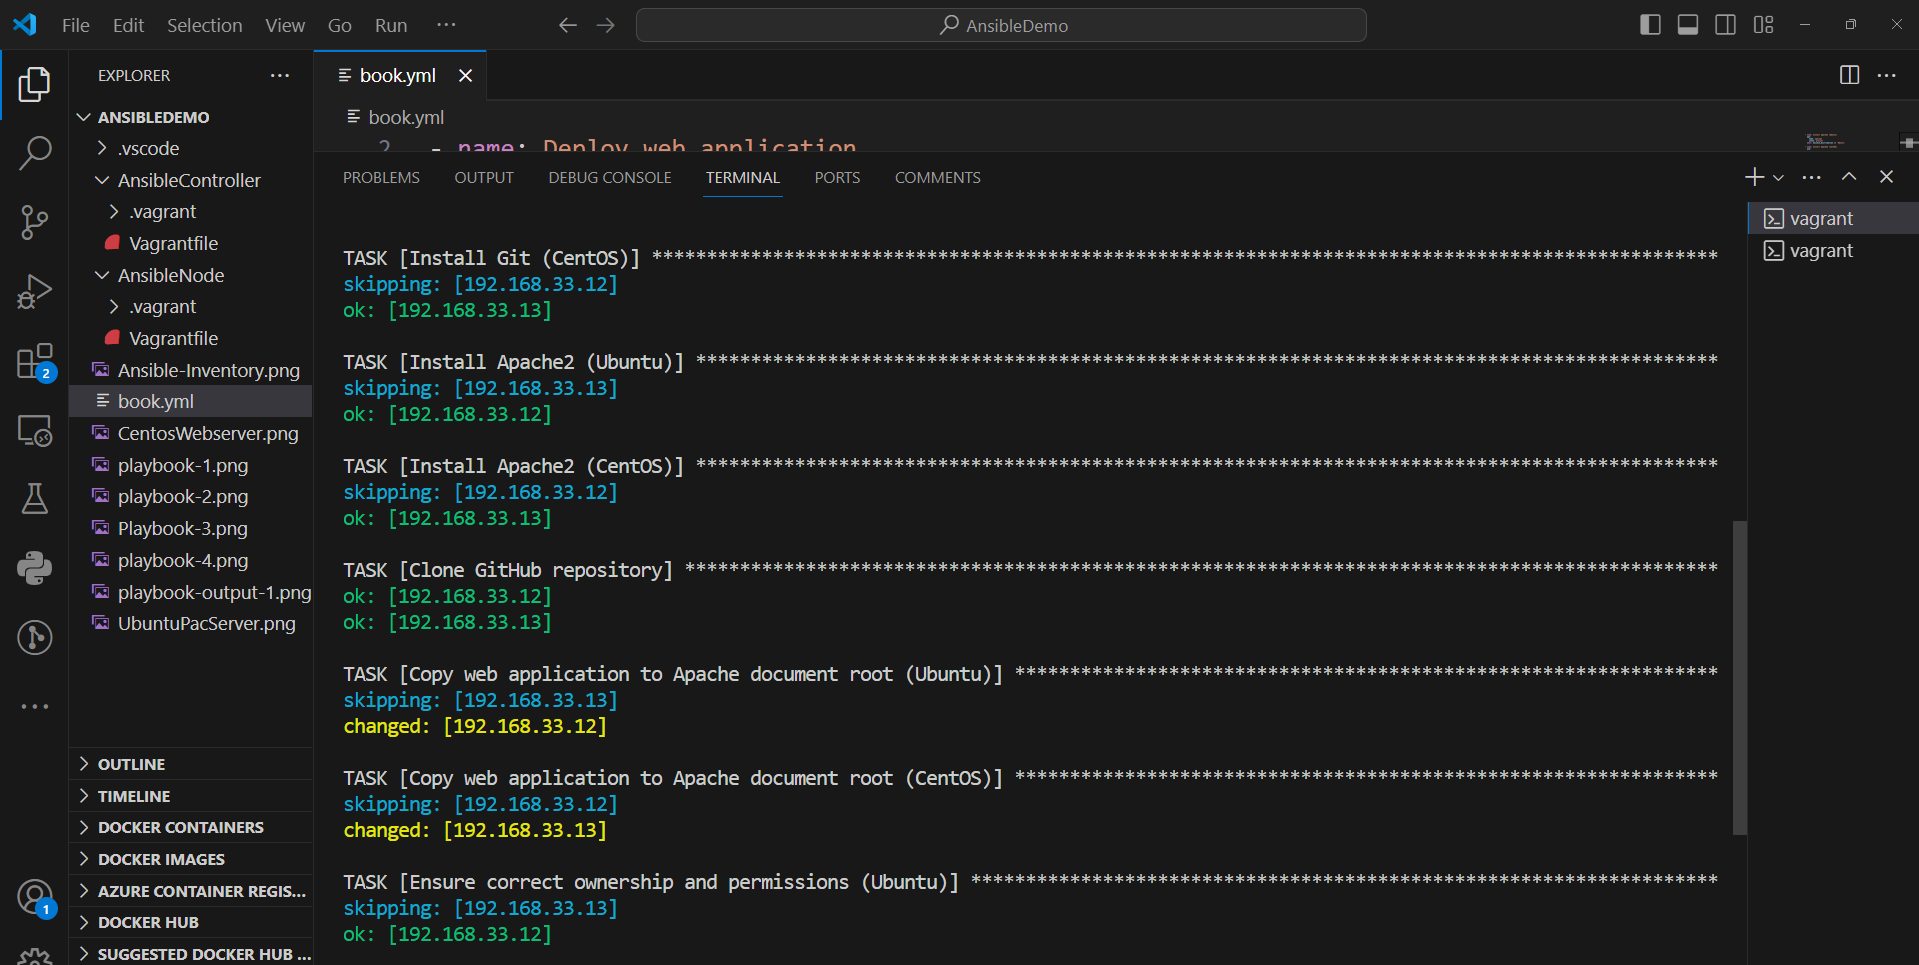 File Edit Selection View Go Run ···
AnsibleDemo
EXPLORER
ANSIBLEDEMO
.vscode
AnsibleController
.vagrant
Vagrantfile
AnsibleNode
.vagrant
Vagrantfile
Ansible-Inventory.png
book.yml
CentosWebserver.png
playbook-1.png
playbook-2.png
Playbook-3.png
playbook-4.png
playbook-output-1.png
UbuntuPacServer.png
OUTLINE
TIMELINE
DOCKER CONTAINERS
DOCKER IMAGES
AZURE CONTAINER REGIS...
DOCKER HUB
SUGGESTED DOCKER HUB ...
2
1
book.yml
book.yml
2 - name: Deploy web application
PROBLEMS OUTPUT DEBUG CONSOLE TERMINAL PORTS COMMENTS
vagrant
vagrant
TASK [Install Git (CentOS)] *************************************************************************************************
skipping: [192.168.33.12]
ok: [192.168.33.13]
TASK [Install Apache2 (Ubuntu)] *********************************************************************************************
skipping: [192.168.33.13]
ok: [192.168.33.12]
TASK [Install Apache2 (CentOS)] *********************************************************************************************
skipping: [192.168.33.12]
ok: [192.168.33.13]
TASK [Clone GitHub repository] **********************************************************************************************
ok: [192.168.33.12]
ok: [192.168.33.13]
TASK [Copy web application to Apache document root (Ubuntu)] ****************************************************************
skipping: [192.168.33.13]
changed: [192.168.33.12]
TASK [Copy web application to Apache document root (CentOS)] ****************************************************************
skipping: [192.168.33.12]
changed: [192.168.33.13]
TASK [Ensure correct ownership and permissions (Ubuntu)] ********************************************************************
skipping: [192.168.33.13]
ok: [192.168.33.12]